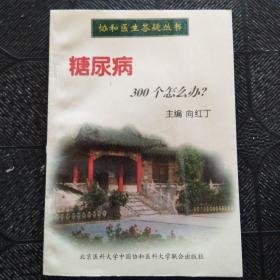 协和医生答疑丛书
糖尿病
300个怎么办?
主编 向红丁
北京医科大学中国协和医科大学联合出版社